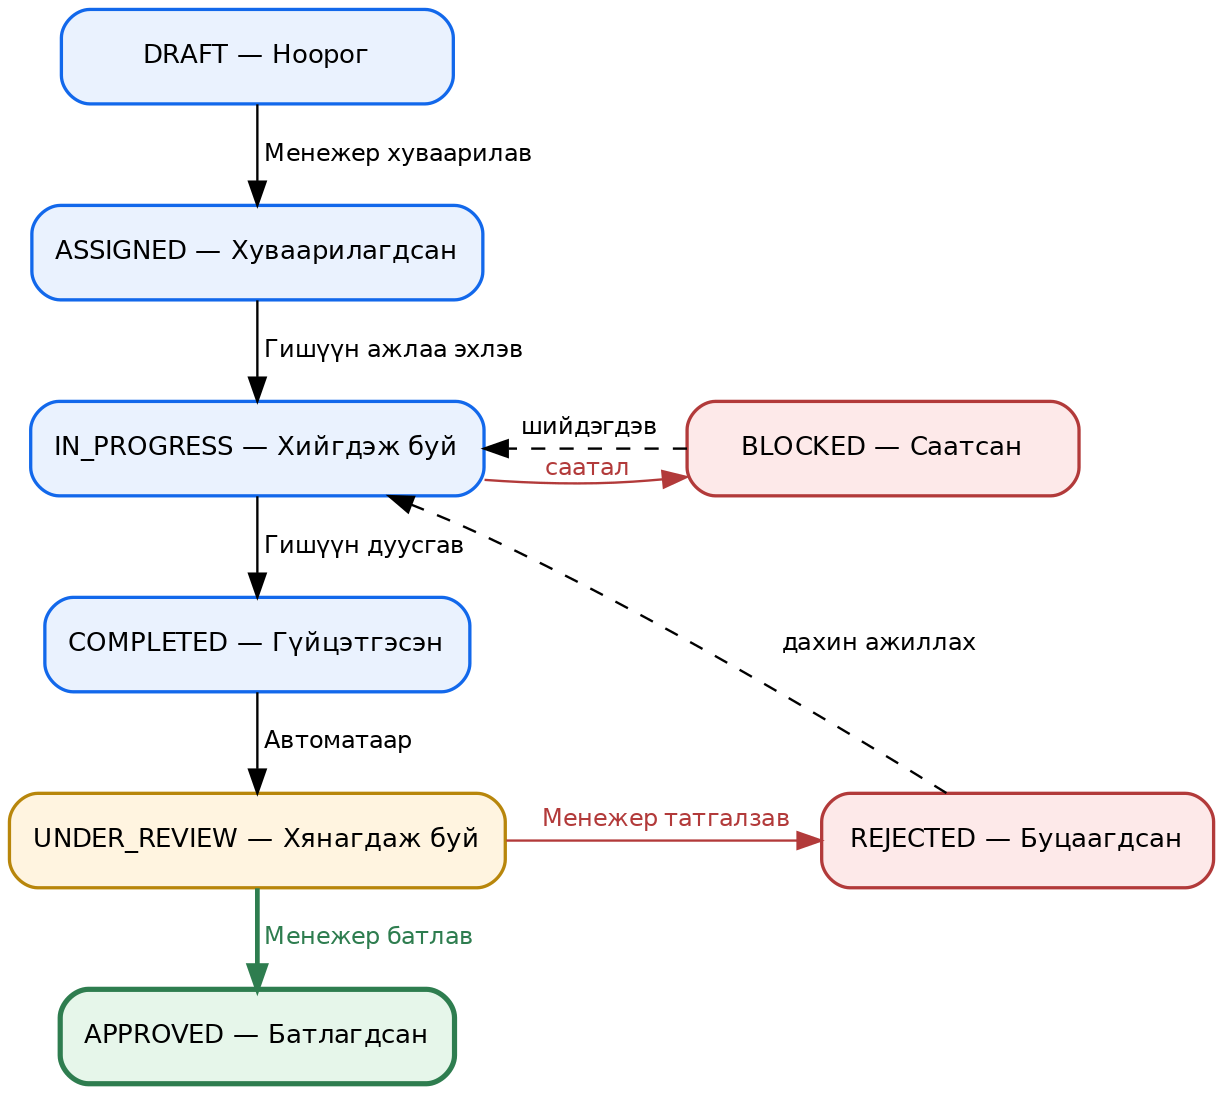 DRAFT — Ноорог
Менежер хуваарилав
ASSIGNED — Хуваарилагдсан
Гишүүн ажлаа эхлэв
IN_PROGRESS — Хийгдэж буй
шийдэгдэв
саатал
BLOCKED — Саатсан
Гишүүн дуусгав
COMPLETED — Гүйцэтгэсэн
дахин ажиллах
Автоматаар
UNDER_REVIEW — Хянагдаж буй
Менежер татгалзав
REJECTED — Буцаагдсан
Менежер батлав
APPROVED — Батлагдсан